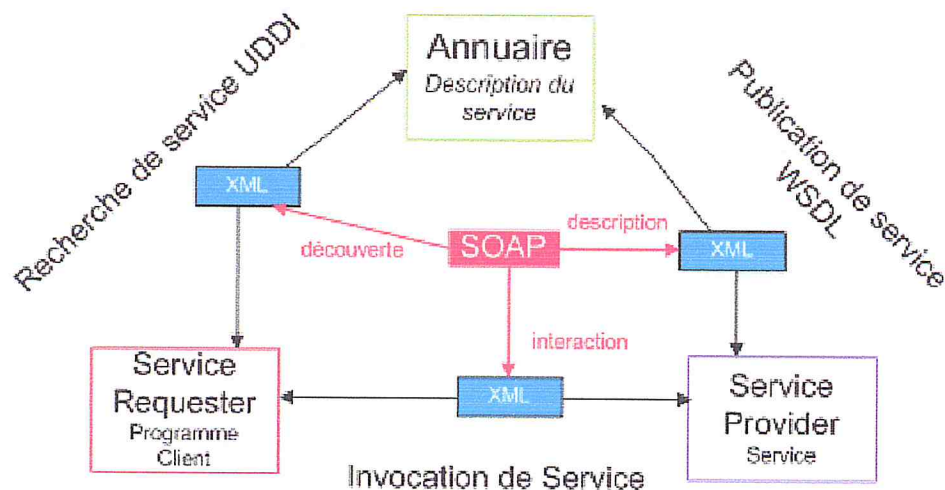 Annuaire
Description du
service
Recherche de service UDDI
Publication de service
WSDL
XML
description
découverte
SOAP
XML
interaction
Service
Requester
Programme
Client
XML
Service
Provider
Service
Invocation de Service